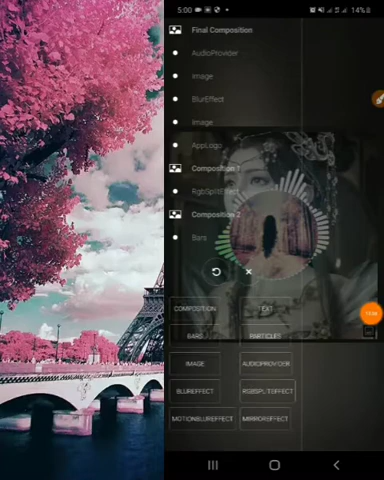 5:00
14%
Final Composition
AudioProvider
Image
BlurEffect
Image
AppLogo
Composition 1
RgbSplitEffect
Composition 2
Bars
COMPOSITION TEXT
BARS PARTICLES
IMAGE AUDIOPROVIDER
BLUREFFECT RGBSPLITEFFECT
MOTIONBLUREFFECT MIRROREFFECT